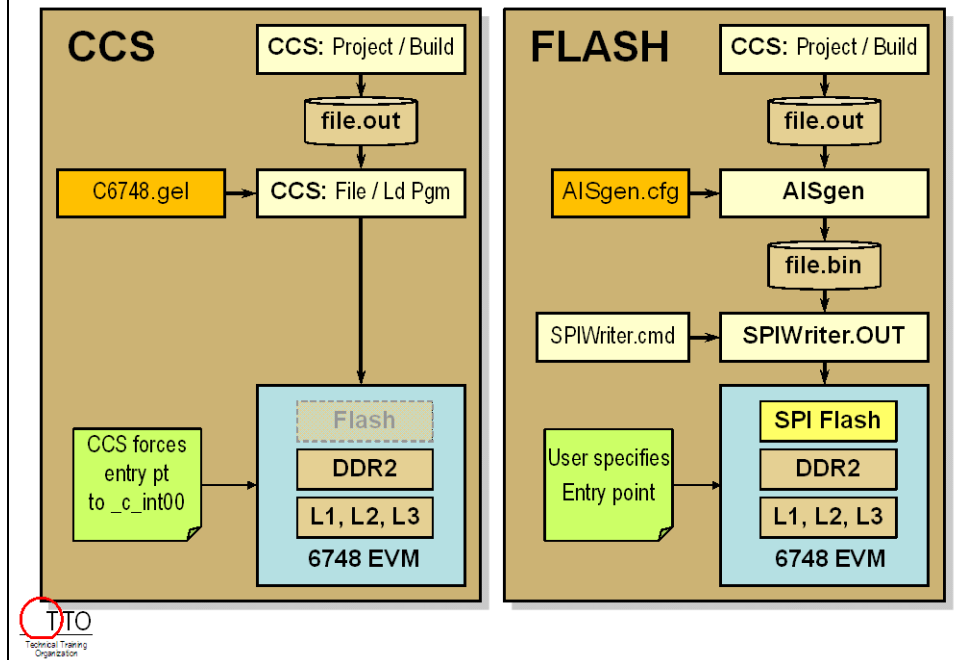 CCS
CCS: Project / Build
file.out
C6748.gel
CCS: File / Ld Pgm
CCS forces
entry pt
to _c_int00
Flash
DDR2
L1, L2, L3
6748 EVM
FLASH
CCS: Project / Build
file.out
AISgen.cfg
AISgen
file.bin
SPIWriter.cmd
SPIWriter.OUT
User specifies
Entry point
SPI Flash
DDR2
L1, L2, L3
6748 EVM
TTO
Technical Training
Organization